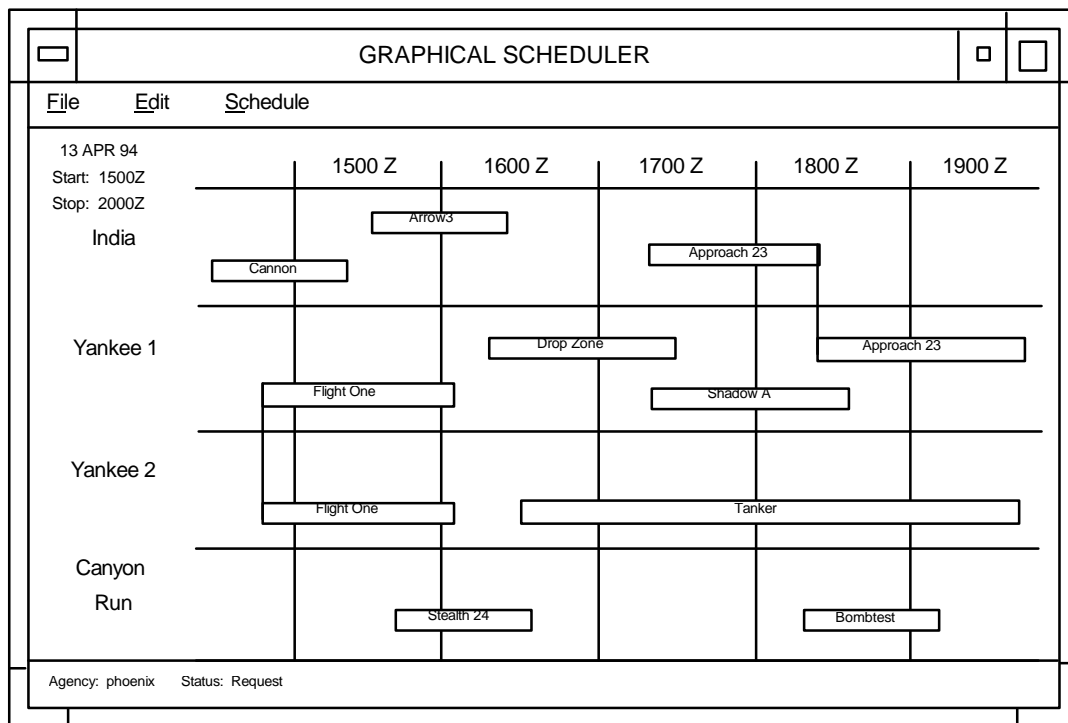 GRAPHICAL SCHEDULER
File Edit Schedule
13 APR 94
Start: 1500Z
Stop: 2000Z
1500 Z 1600 Z 1700 Z 1800 Z 1900 Z
India
Arrow3
Approach 23
Cannon
Yankee 1
Drop Zone
Approach 23
Flight One
Shadow A
Yankee 2
Flight One
Tanker
Canyon
Run
Stealth 24
Bombtest
Agency: phoenix Status: Request